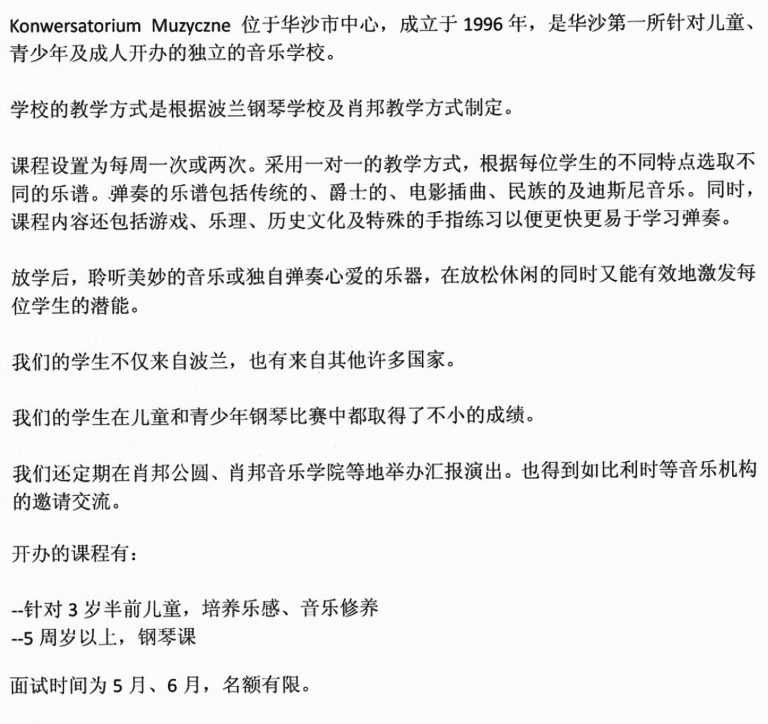 Konwersatorium Muzyczne 位于华沙市中心，成立于 1996 年，是华沙第一所针对儿童、
青少年及成人开办的独立的音乐学校。
学校的教学方式是根据波兰钢琴学校及肖邦教学方式制定。
课程设置为每周一次或两次。采用一对一的教学方式，根据每位学生的不同特点选取不
同的乐谱。弹奏的乐谱包括传统的、爵士的、电影插曲、民族的及迪斯尼音乐。同时，
课程内容还包括游戏、乐理、历史文化及特殊的手指练习以便更快更易于学习弹奏。
放学后，聆听美妙的音乐或独自弹奏心爱的乐器，在放松休闲的同时又能有效地激发每
位学生的潜能。
我们的学生不仅来自波兰，也有来自其他许多国家。
我们的学生在儿童和青少年钢琴比赛中都取得了不小的成绩。
我们还定期在肖邦公圆、肖邦音乐学院等地举办汇报演出。也得到如比利时等音乐机构
的邀请交流。
开办的课程有：
--针对 3 岁半前儿童，培养乐感、音乐修养
--5 周岁以上，钢琴课
面试时间为 5 月、6 月，名额有限。